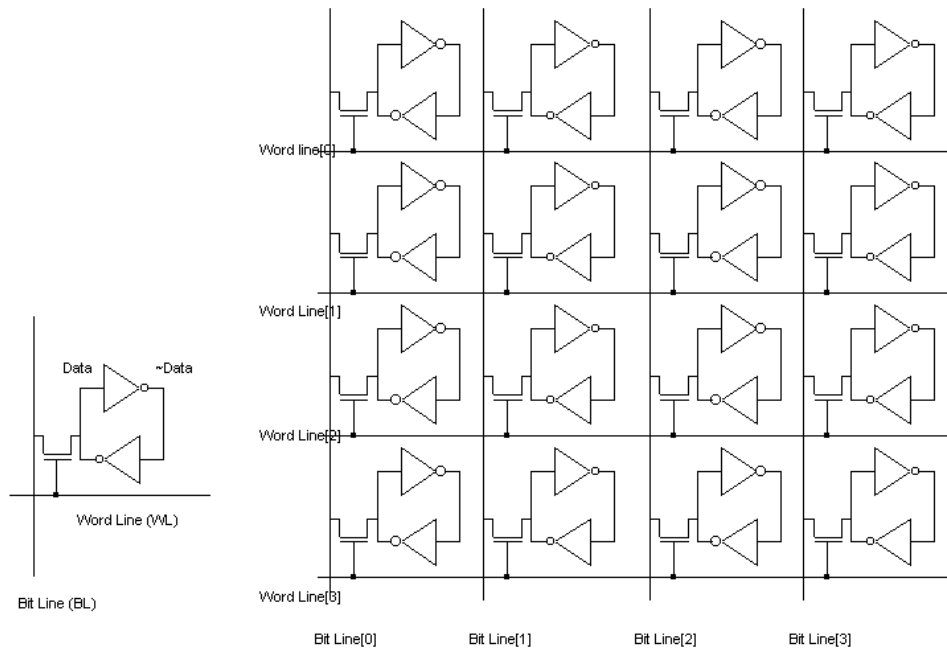 Word line[0]
Word Line[1]
Data ~Data
Word Line[2]
Word Line (WL)
Word Line[3]
Bit Line (BL)
Bit Line[0] Bit Line[1] Bit Line[2] Bit Line[3]